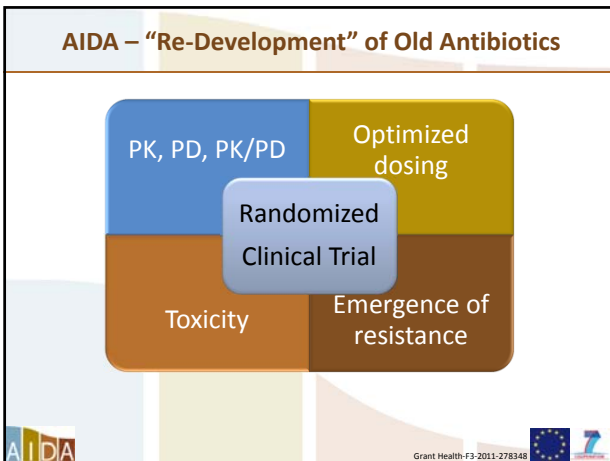 AIDA – “Re-Development” of Old Antibiotics
PK, PD, PK/PD
Optimized
dosing
Randomized
Clinical Trial
Toxicity
Emergence of
resistance
AIDA
Grant Health-F3-2011-278348
7